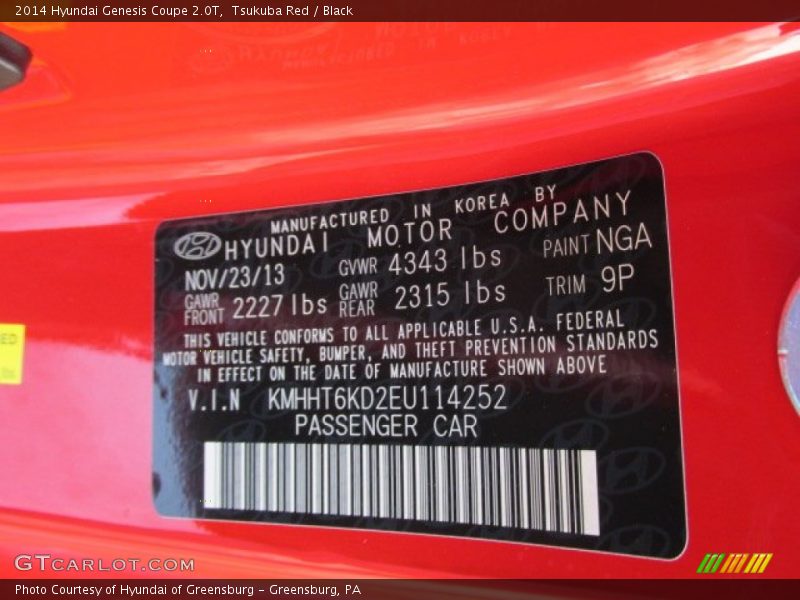 2014 Hyundai Genesis Coupe 2.0T,  Tsukuba Red / Black
MANUFACTURED IN KOREA BY
HYUNDAI MOTOR COMPANY
NOV/23/13 GVWR 4343 lbs PAINT NGA
GAWR FRONT 2227 lbs GAWR REAR 2315 lbs TRIM 9P
THIS VEHICLE CONFORMS TO ALL APPLICABLE U.S.A. FEDERAL
MOTOR VEHICLE SAFETY, BUMPER, AND THEFT PREVENTION STANDARDS
IN EFFECT ON THE DATE OF MANUFACTURE SHOWN ABOVE
V.I.N KMHHT6KD2EU114252
PASSENGER CAR
GTCARLOT.COM
Photo Courtesy of Hyundai of Greensburg - Greensburg, PA